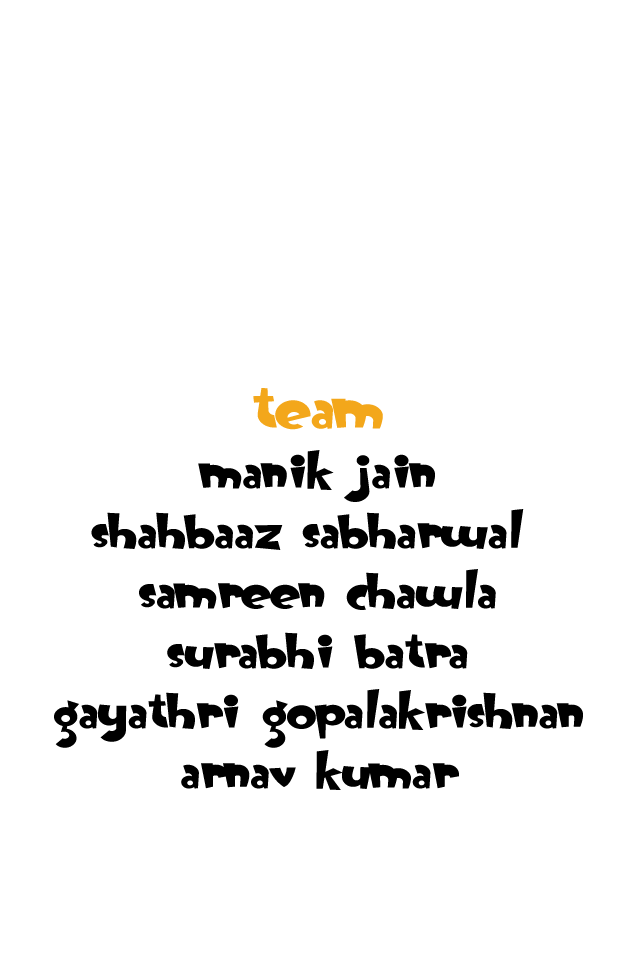 team
manik jain
shahbaaz sabharwal
samreen chawla
surabhi batra
gayathri gopalakrishnan
arnav kumar